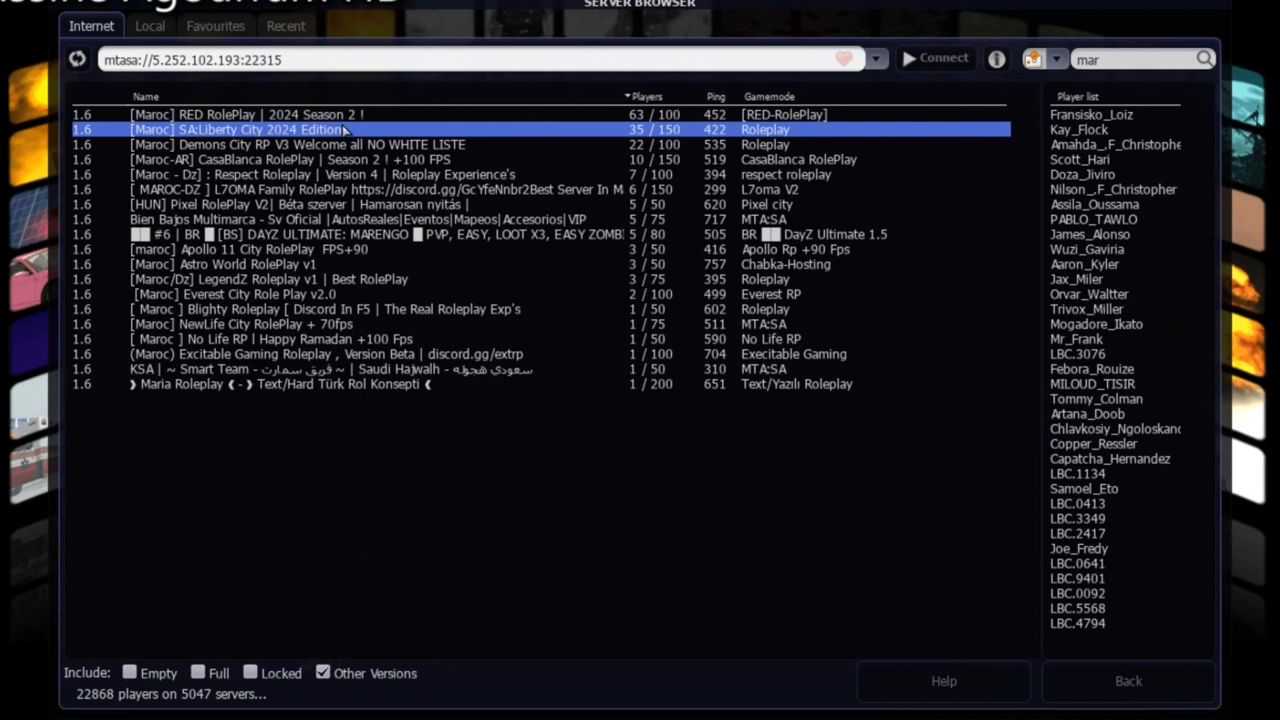 SERVER BROWSER
Internet Local Favourites Recent
mtasa://5.252.102.193:22315 Connect mar
Name Players Ping Gamemode
1.6 [Maroc] RED RolePlay | 2024 Season 2 ! 63 / 100 452 [RED-RolePlay]
1.6 [Maroc] SA:Liberty City 2024 Edition 35 / 150 422 Roleplay
1.6 [Maroc] Demons City RP V3 Welcome all NO WHITE LISTE 22 / 100 535 Roleplay
1.6 [Maroc-AR] CasaBlanca RolePlay | Season 2 ! +100 FPS 10 / 150 519 CasaBlanca RolePlay
1.6 [Maroc - Dz] : Respect Roleplay | Version 4 | Roleplay Experience's 7 / 100 394 respect roleplay
1.6 [ MAROC-DZ ] L7OMA Family RolePlay https://discord.gg/GcYfeNnbr2Best Server In M 6 / 150 299 L7oma V2
1.6 [HUN] Pixel RolePlay V2| Béta szerver | Hamarosan nyitás | 5 / 50 620 Pixel city
1.6 Bien Bajos Multimarca - Sv Oficial |AutosReales|Eventos|Mapeos|Accesorios|VIP 5 / 75 717 MTA:SA
1.6 ██ #6 | BR █ [BS] DAYZ ULTIMATE: MARENGO █ PVP, EASY, LOOT X3, EASY ZOMBI 5 / 80 505 BR ██ DayZ Ultimate 1.5
1.6 [maroc] Apollo 11 City RolePlay FPS+90 3 / 50 416 Apollo Rp +90 Fps
1.6 [Maroc] Astro World RolePlay v1 3 / 50 757 Chabka-Hosting
1.6 [Maroc/Dz] LegendZ Roleplay v1 | Best RolePlay 3 / 75 395 Roleplay
1.6 [Maroc] Everest City Role Play v2.0 2 / 100 499 Everest RP
1.6 [ Maroc ] Blighty Roleplay [ Discord In F5 | The Real Roleplay Exp's 1 / 50 602 Roleplay
1.6 [Maroc] NewLife City RolePlay + 70fps 1 / 75 511 MTA:SA
1.6 [ Maroc ] No Life RP l Happy Ramadan +100 Fps 1 / 50 590 No Life RP
1.6 (Maroc) Excitable Gaming Roleplay , Version Beta | discord.gg/extrp 1 / 100 704 Execitable Gaming
1.6 KSA | ~ Smart Team - فريق سمارت ~ | Saudi Hajwalh - سعودي هجوله 1 / 50 310 MTA:SA
1.6 ❱ Maria Roleplay ❰ - ❱ Text/Hard Türk Rol Konsepti ❰ 1 / 200 651 Text/Yazılı Roleplay
Player list
Fransisko_Loiz
Kay_Flock
Amahda_.F_Christophe
Scott_Hari
Doza_Jiviro
Nilson_.F_Christopher
Assila_Oussama
PABLO_TAWLO
James_Alonso
Wuzi_Gaviria
Aaron_Kyler
Jax_Miler
Orvar_Waltter
Trivox_Miller
Mogadore_Ikato
Mr_Frank
LBC.3076
Febora_Rouize
MILOUD_TISIR
Tommy_Colman
Artana_Doob
Chlavkosiy_Ngoloskanc
Copper_Ressler
Capatcha_Hernandez
LBC.1134
Samoel_Eto
LBC.0413
LBC.3349
LBC.2417
Joe_Fredy
LBC.0641
LBC.9401
LBC.0092
LBC.5568
LBC.4794
Include: Empty Full Locked Other Versions
22868 players on 5047 servers...
Help Back